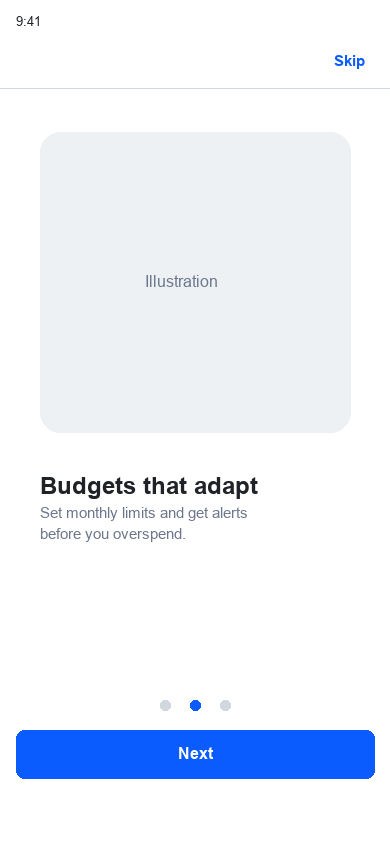 9:41
Skip
Illustration
Budgets that adapt
Set monthly limits and get alerts
before you overspend.
Next